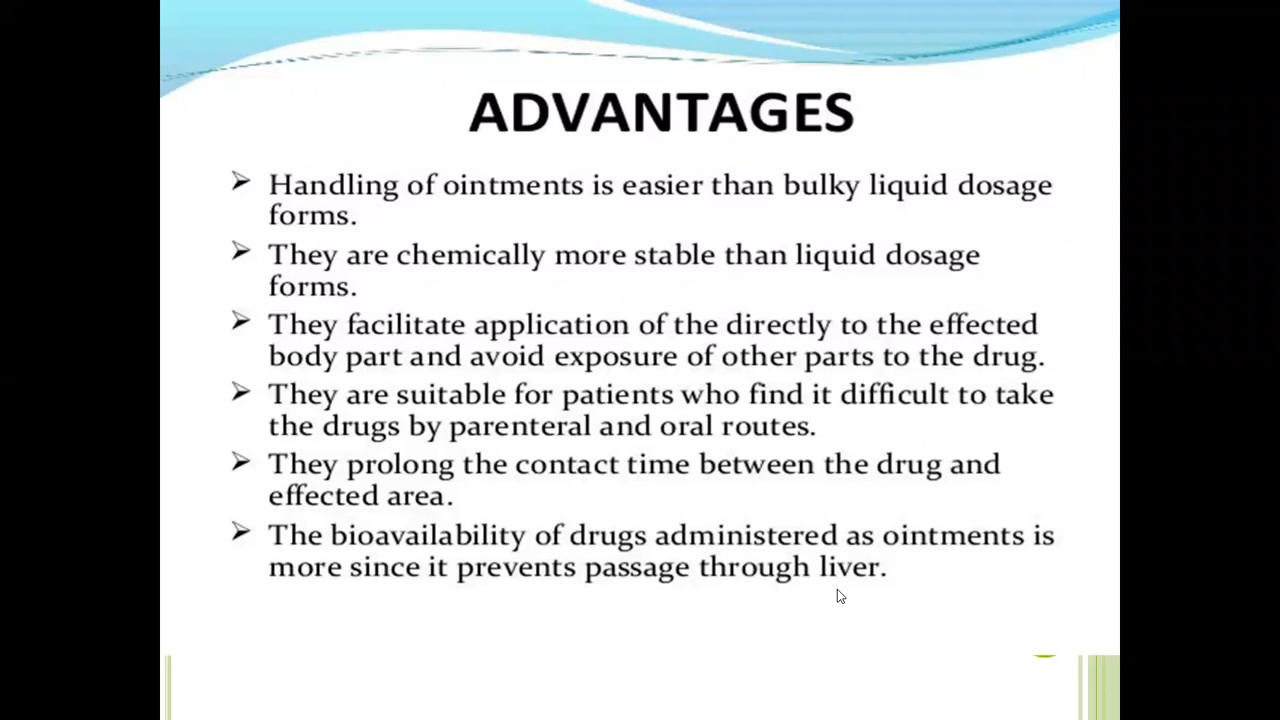 ADVANTAGES
Handling of ointments is easier than bulky liquid dosage
forms.
They are chemically more stable than liquid dosage
forms.
They facilitate application of the directly to the effected
body part and avoid exposure of other parts to the drug.
They are suitable for patients who find it difficult to take
the drugs by parenteral and oral routes.
They prolong the contact time between the drug and
effected area.
The bioavailability of drugs administered as ointments is
more since it prevents passage through liver.